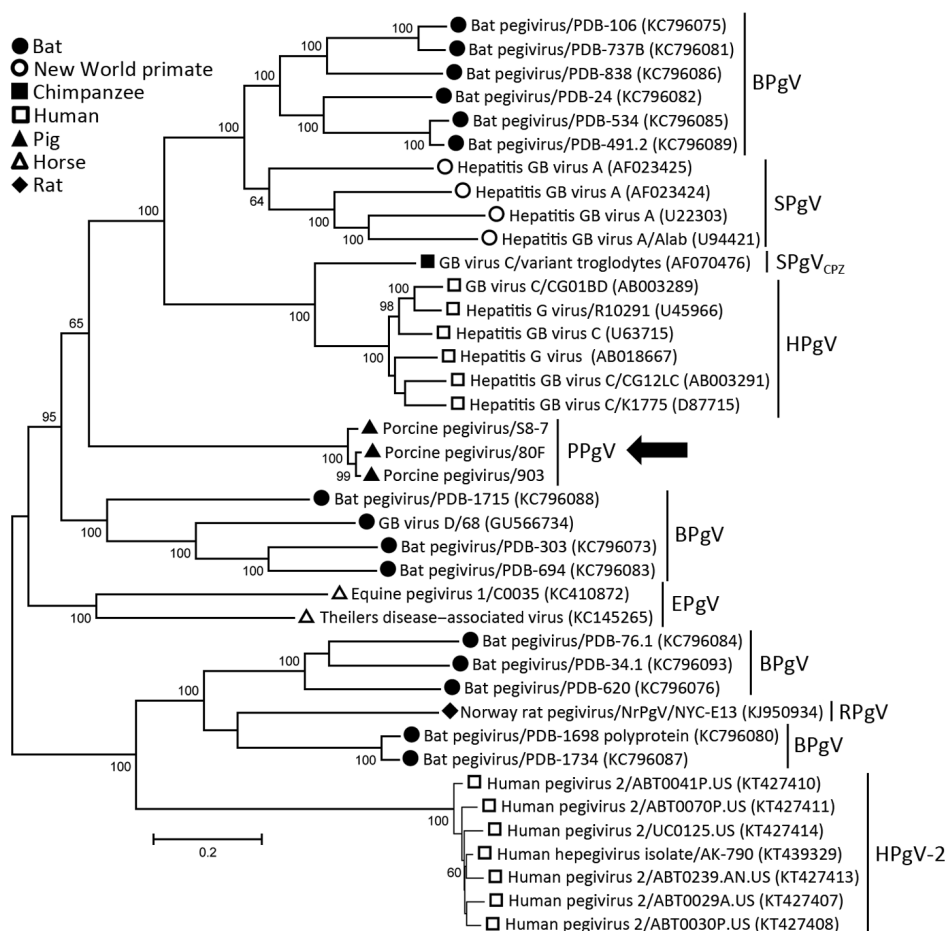 Bat
New World primate
Chimpanzee
Human
Pig
Horse
Rat
Bat pegivirus/PDB-106 (KC796075)
Bat pegivirus/PDB-737B (KC796081)
Bat pegivirus/PDB-838 (KC796086)
Bat pegivirus/PDB-24 (KC796082)
Bat pegivirus/PDB-534 (KC796085)
Bat pegivirus/PDB-491.2 (KC796089)
BPgV
Hepatitis GB virus A (AF023425)
Hepatitis GB virus A (AF023424)
Hepatitis GB virus A (U22303)
Hepatitis GB virus A/Alab (U94421)
SPgV
GB virus C/variant troglodytes (AF070476)
SPgVCPZ
GB virus C/CG01BD (AB003289)
Hepatitis G virus/R10291 (U45966)
Hepatitis GB virus C (U63715)
Hepatitis G virus (AB018667)
Hepatitis GB virus C/CG12LC (AB003291)
Hepatitis GB virus C/K1775 (D87715)
HPgV
Porcine pegivirus/S8-7
Porcine pegivirus/80F
Porcine pegivirus/903
PPgV
Bat pegivirus/PDB-1715 (KC796088)
GB virus D/68 (GU566734)
Bat pegivirus/PDB-303 (KC796073)
Bat pegivirus/PDB-694 (KC796083)
BPgV
Equine pegivirus 1/C0035 (KC410872)
Theilers disease–associated virus (KC145265)
EPgV
Bat pegivirus/PDB-76.1 (KC796084)
Bat pegivirus/PDB-34.1 (KC796093)
Bat pegivirus/PDB-620 (KC796076)
BPgV
Norway rat pegivirus/NrPgV/NYC-E13 (KJ950934)
RPgV
Bat pegivirus/PDB-1698 polyprotein (KC796080)
Bat pegivirus/PDB-1734 (KC796087)
BPgV
Human pegivirus 2/ABT0041P.US (KT427410)
Human pegivirus 2/ABT0070P.US (KT427411)
Human pegivirus 2/UC0125.US (KT427414)
Human hepegivirus isolate/AK-790 (KT439329)
Human pegivirus 2/ABT0239.AN.US (KT427413)
Human pegivirus 2/ABT0029A.US (KT427407)
Human pegivirus 2/ABT0030P.US (KT427408)
HPgV-2
100
100
100
100
100
100
64
100
100
100
100
100
98
100
65
100
99
95
100
100
100
100
100
100
100
100
100
60
0.2